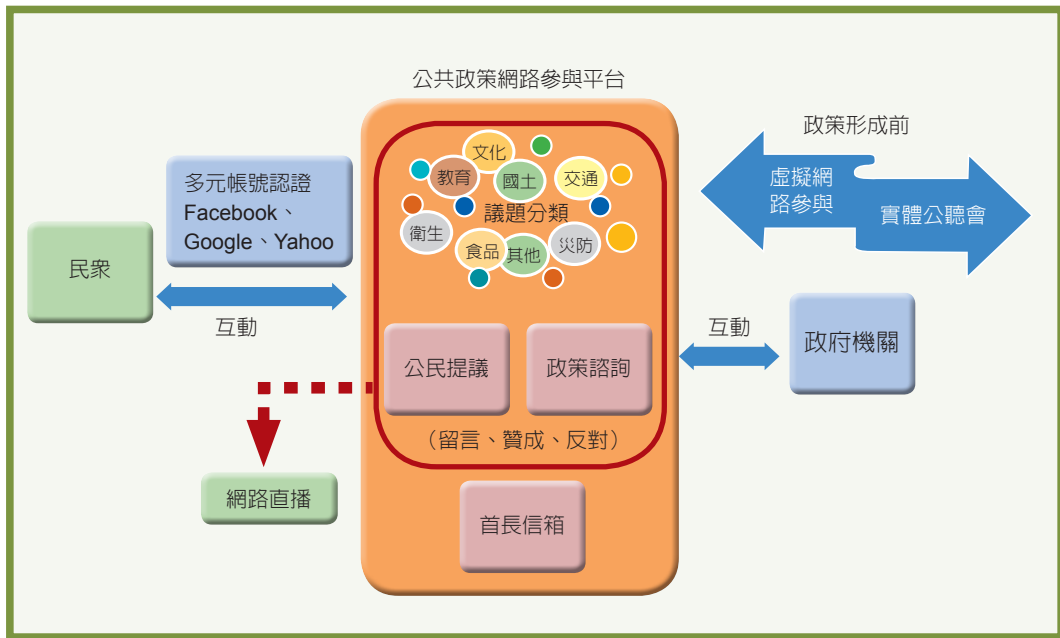 公共政策網路參與平台
政策形成前
多元帳號認證
Facebook、
Google、Yahoo
民眾
互動
文化
教育
國土
交通
議題分類
衛生
食品
其他
災防
虛擬網
路參與
實體公聽會
公民提議
政策諮詢
互動
政府機關
（留言、贊成、反對）
網路直播
首長信箱